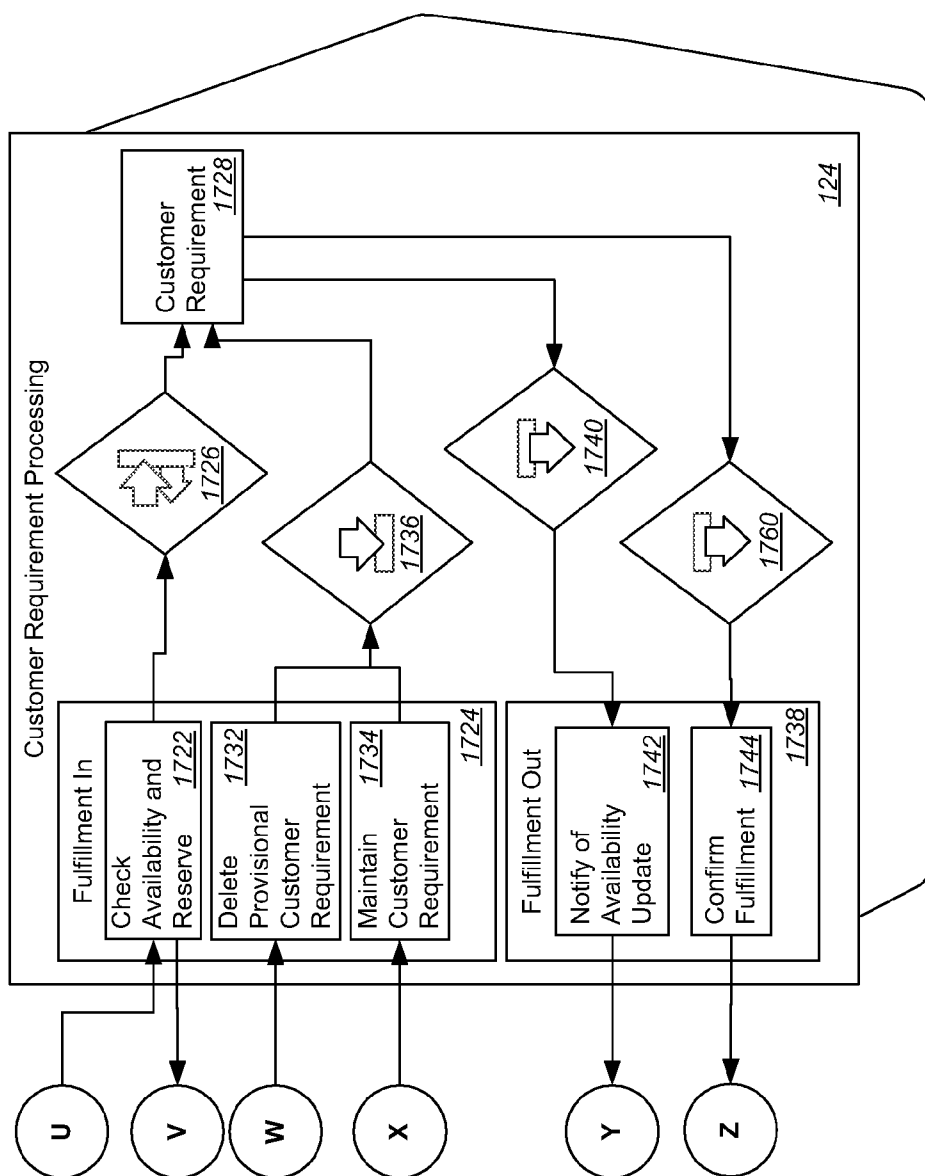 Customer Requirement Processing
Fulfillment In
Check
Availability and
Reserve
1722
Delete
Provisional
Customer
Requirement
1732
Maintain
Customer
Requirement
1734
1724
1726
1736
Customer
Requirement
1728
Fulfillment Out
Notify of
Availability
Update
1742
Confirm
Fulfillment
1744
1738
1740
1760
124
U
V
W
X
Y
Z